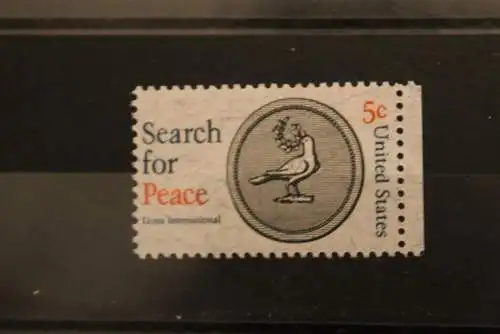 Search
for
Peace
Lions International
5c
United States